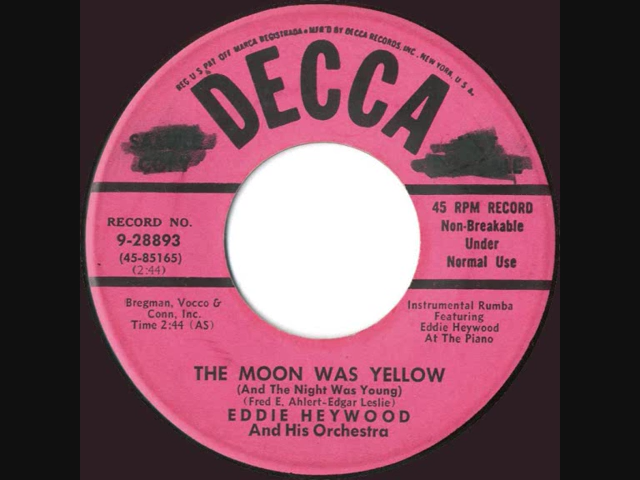 REG. U.S. PAT. OFF. MARCA REGISTRADA • MF'D BY DECCA RECORDS, INC., NEW YORK, U.S.A.
DECCA
RECORD NO.
9-28893
(45-85165)
(2:44)
45 RPM RECORD
Non-Breakable
Under
Normal Use
Bregman, Vocco &
Conn, Inc.
Time 2:44 (AS)
Instrumental Rumba
Featuring
Eddie Heywood
At The Piano
THE MOON WAS YELLOW
(And The Night Was Young)
(Fred E. Ahlert-Edgar Leslie)
EDDIE HEYWOOD
And His Orchestra